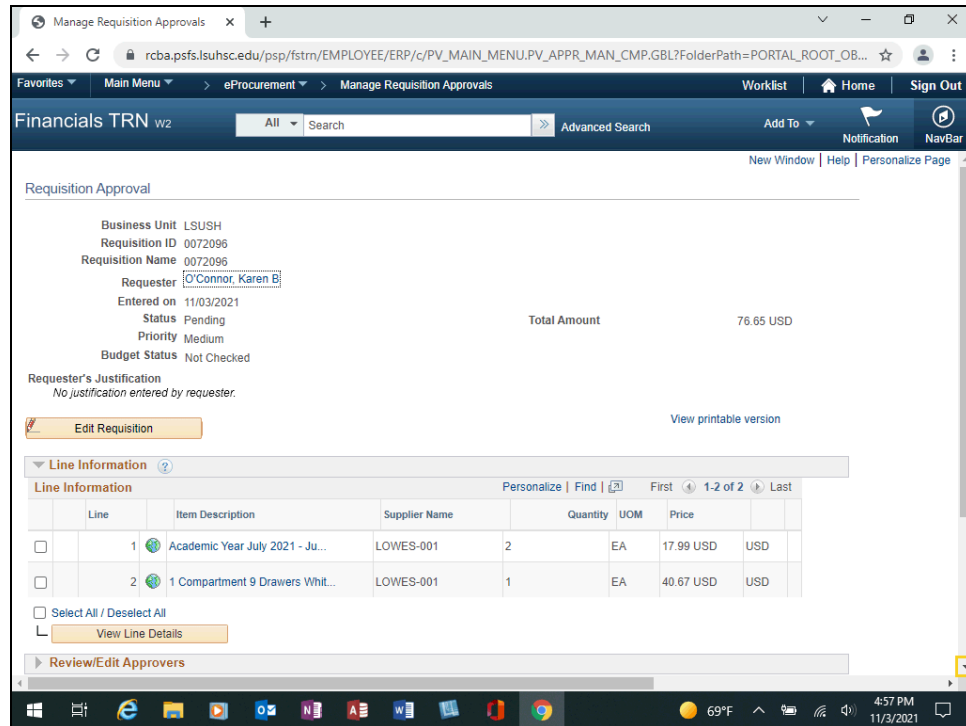 Manage Requisition Approvals
rcba.psfs.lsuhsc.edu/psp/fstrn/EMPLOYEE/ERP/c/PV_MAIN_MENU.PV_APPR_MAN_CMP.GBL?FolderPath=PORTAL_ROOT_OB...
Favorites Main Menu > eProcurement > Manage Requisition Approvals Worklist Home Sign Out
Financials TRN W2 All Search Advanced Search Add To Notification NavBar
New Window | Help | Personalize Page
Requisition Approval
Business Unit LSUSH
Requisition ID 0072096
Requisition Name 0072096
Requester O'Connor, Karen B
Entered on 11/03/2021
Status Pending Total Amount 76.65 USD
Priority Medium
Budget Status Not Checked
Requester's Justification
No justification entered by requester.
View printable version
Edit Requisition
Line Information ?
Line Information Personalize | Find | First 1-2 of 2 Last
Line Item Description Supplier Name Quantity UOM Price
1 Academic Year July 2021 - Ju... LOWES-001 2 EA 17.99 USD USD
2 1 Compartment 9 Drawers Whit... LOWES-001 1 EA 40.67 USD USD
Select All / Deselect All
View Line Details
Review/Edit Approvers
69°F 4:57 PM
11/3/2021